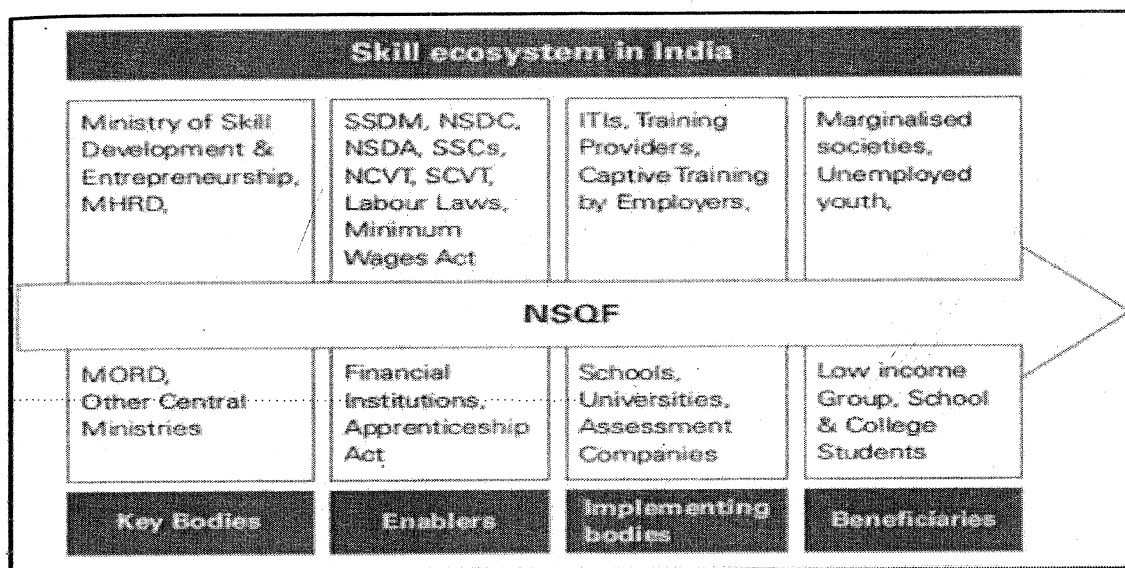 Skill ecosystem in India
Ministry of Skill
Development &
Entrepreneurship,
MHRD,
SSDM, NSDC,
NSDA, SSCs,
NCVT, SCVT,
Labour Laws,
Minimum
Wages Act
ITIs, Training
Providers,
Captive Training
by Employers,
Marginalised
societies,
Unemployed
youth,
NSQF
MORD,
Other Central
Ministries
Financial
Institutions,
Apprenticeship
Act
Schools,
Universities,
Assessment
Companies
Low income
Group, School
& College
Students
Key Bodies
Enablers
Implementing
bodies
Beneficiaries